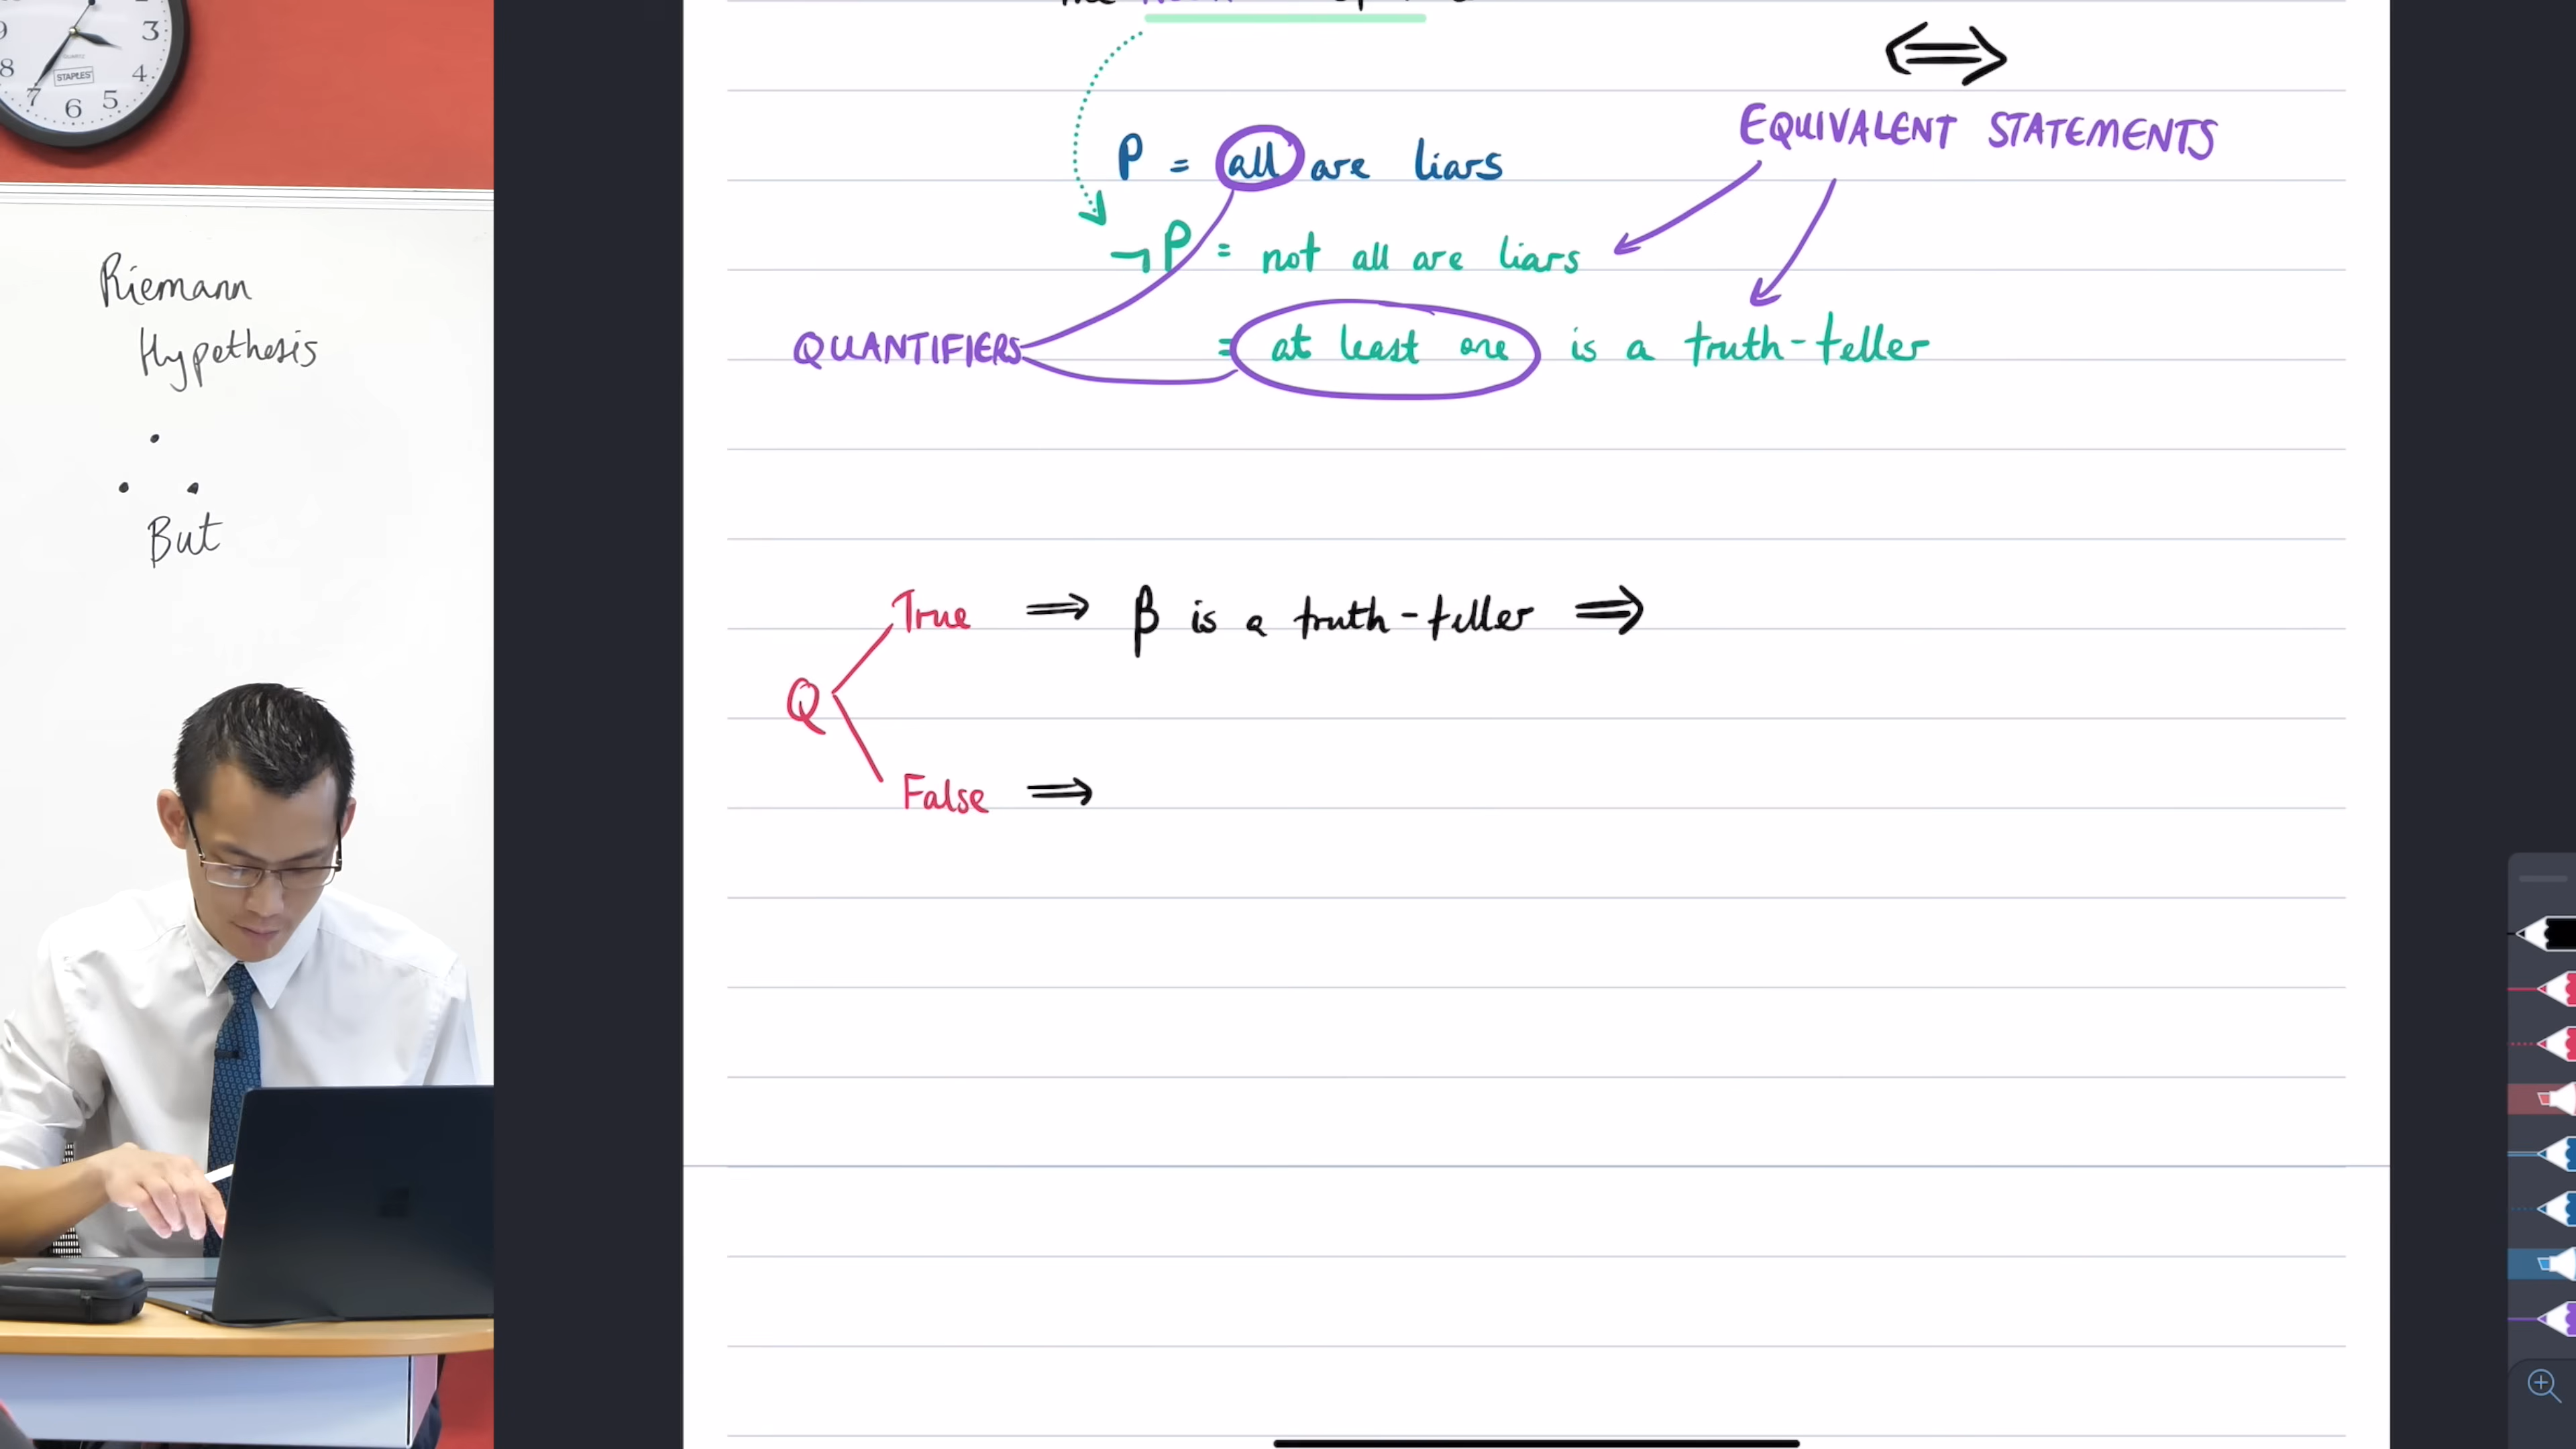 3
8
4
STAPLES
7
6
5
Riemann
Hypothesis
But
⟺
EQUIVALENT STATEMENTS
P = all are liars
¬P = not all are liars
QUANTIFIERS
= at least one is a truth-teller
True ⟹ β is a truth-teller ⟹
Q
False ⟹